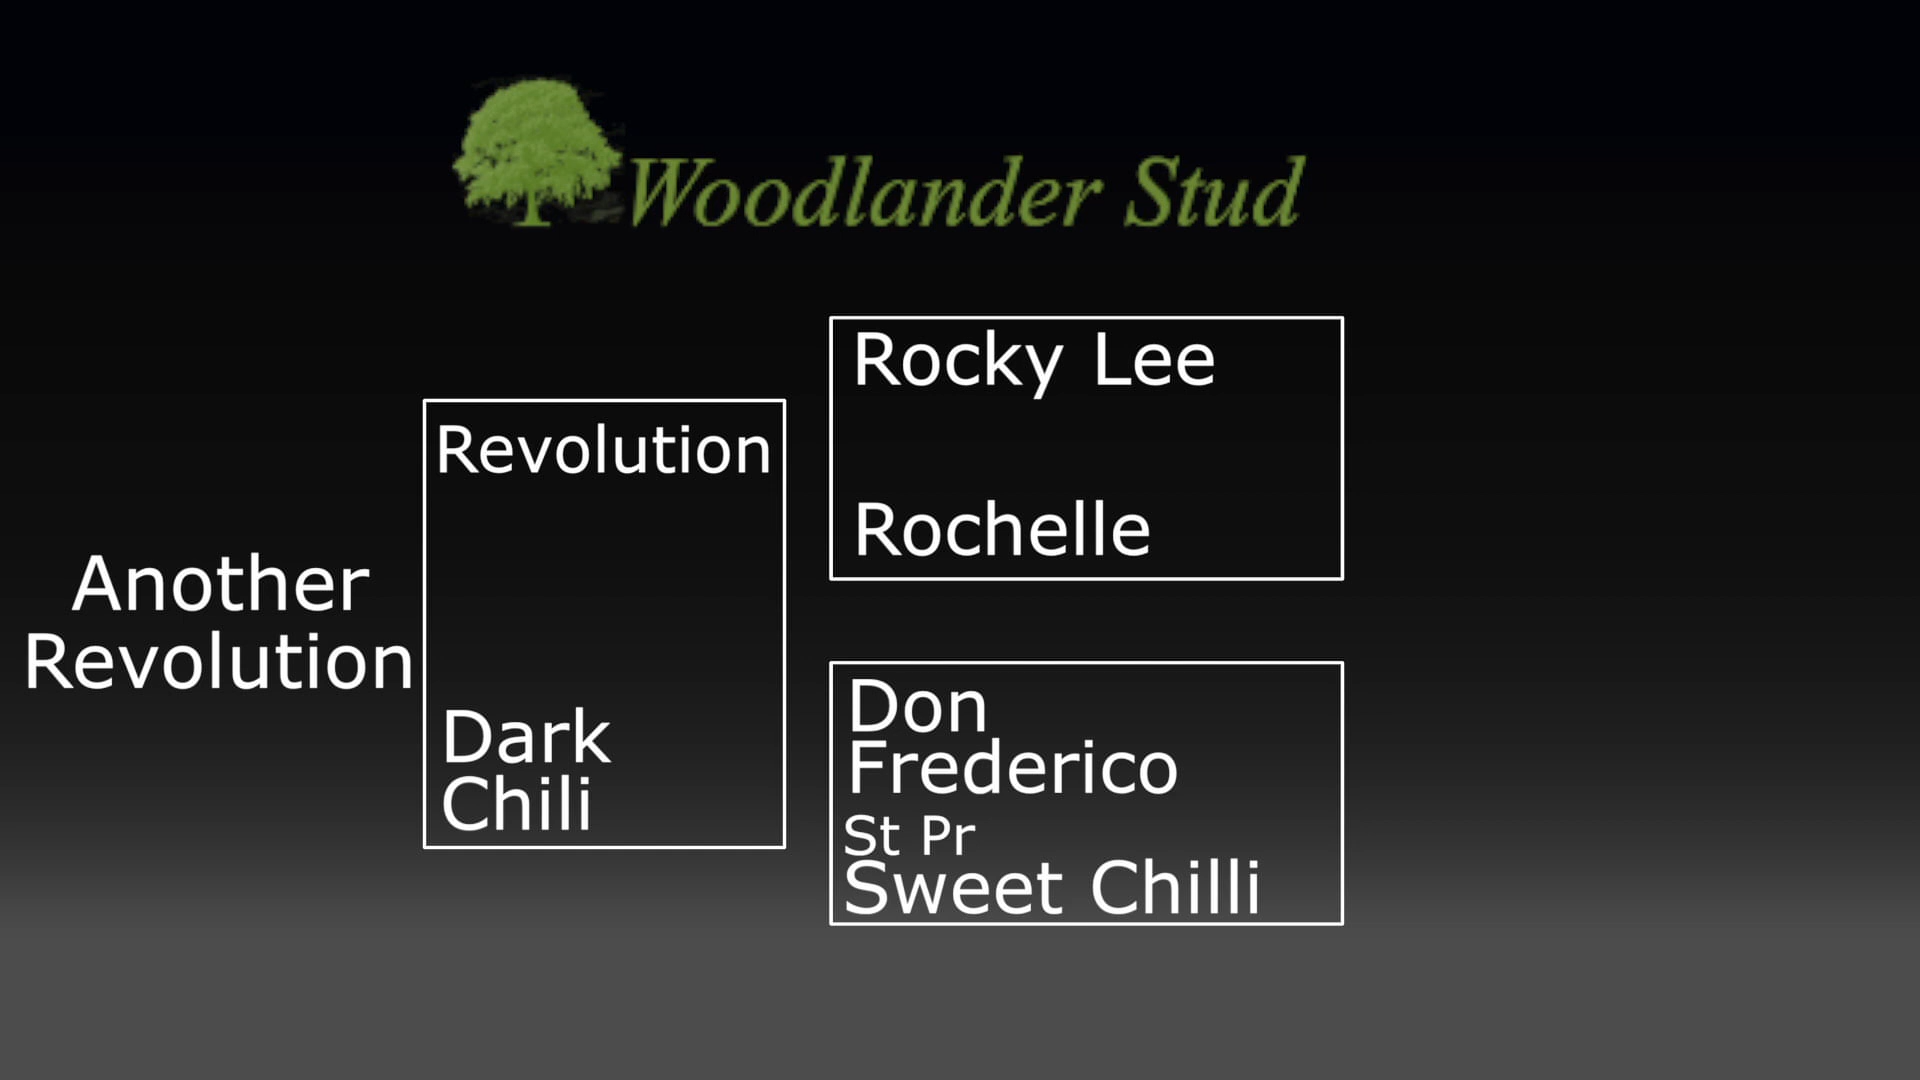 Woodlander Stud
Another
Revolution
Revolution
Dark
Chili
Rocky Lee
Rochelle
Don
Frederico
St Pr
Sweet Chilli